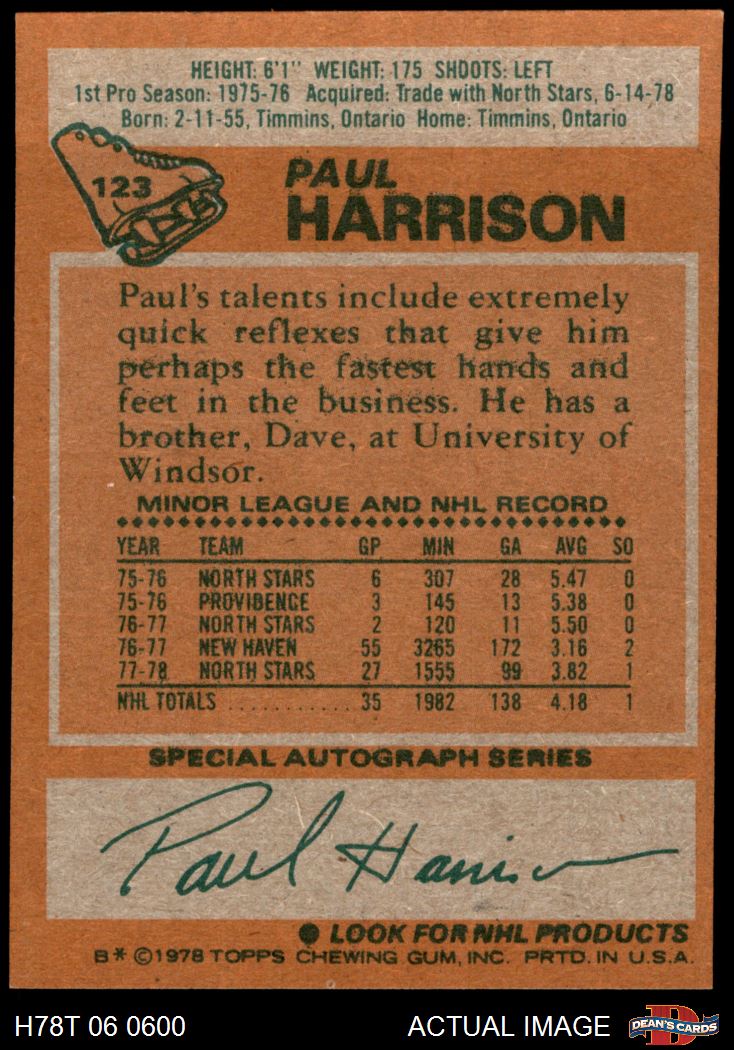 HEIGHT: 6'1" WEIGHT: 175 SHOOTS: LEFT
1st Pro Season: 1975-76 Acquired: Trade with North Stars, 6-14-78
Born: 2-11-55, Timmins, Ontario Home: Timmins, Ontario
123
PAUL
HARRISON
Paul's talents include extremely
quick reflexes that give him
perhaps the fastest hands and
feet in the business. He has a
brother, Dave, at University of
Windsor.
MINOR LEAGUE AND NHL RECORD
YEAR TEAM GP MIN GA AVG SO
75-76 NORTH STARS 6 307 28 5.47 0
75-76 PROVIDENCE 3 145 13 5.38 0
76-77 NORTH STARS 2 120 11 5.50 0
76-77 NEW HAVEN 55 3265 172 3.16 2
77-78 NORTH STARS 27 1555 99 3.82 1
NHL TOTALS ............ 35 1982 138 4.18 1
SPECIAL AUTOGRAPH SERIES
Paul Harrison
LOOK FOR NHL PRODUCTS
B* ©1978 TOPPS CHEWING GUM, INC. PRTD. IN U.S.A.
H78T 06 0600 ACTUAL IMAGE DEAN'S CARDS